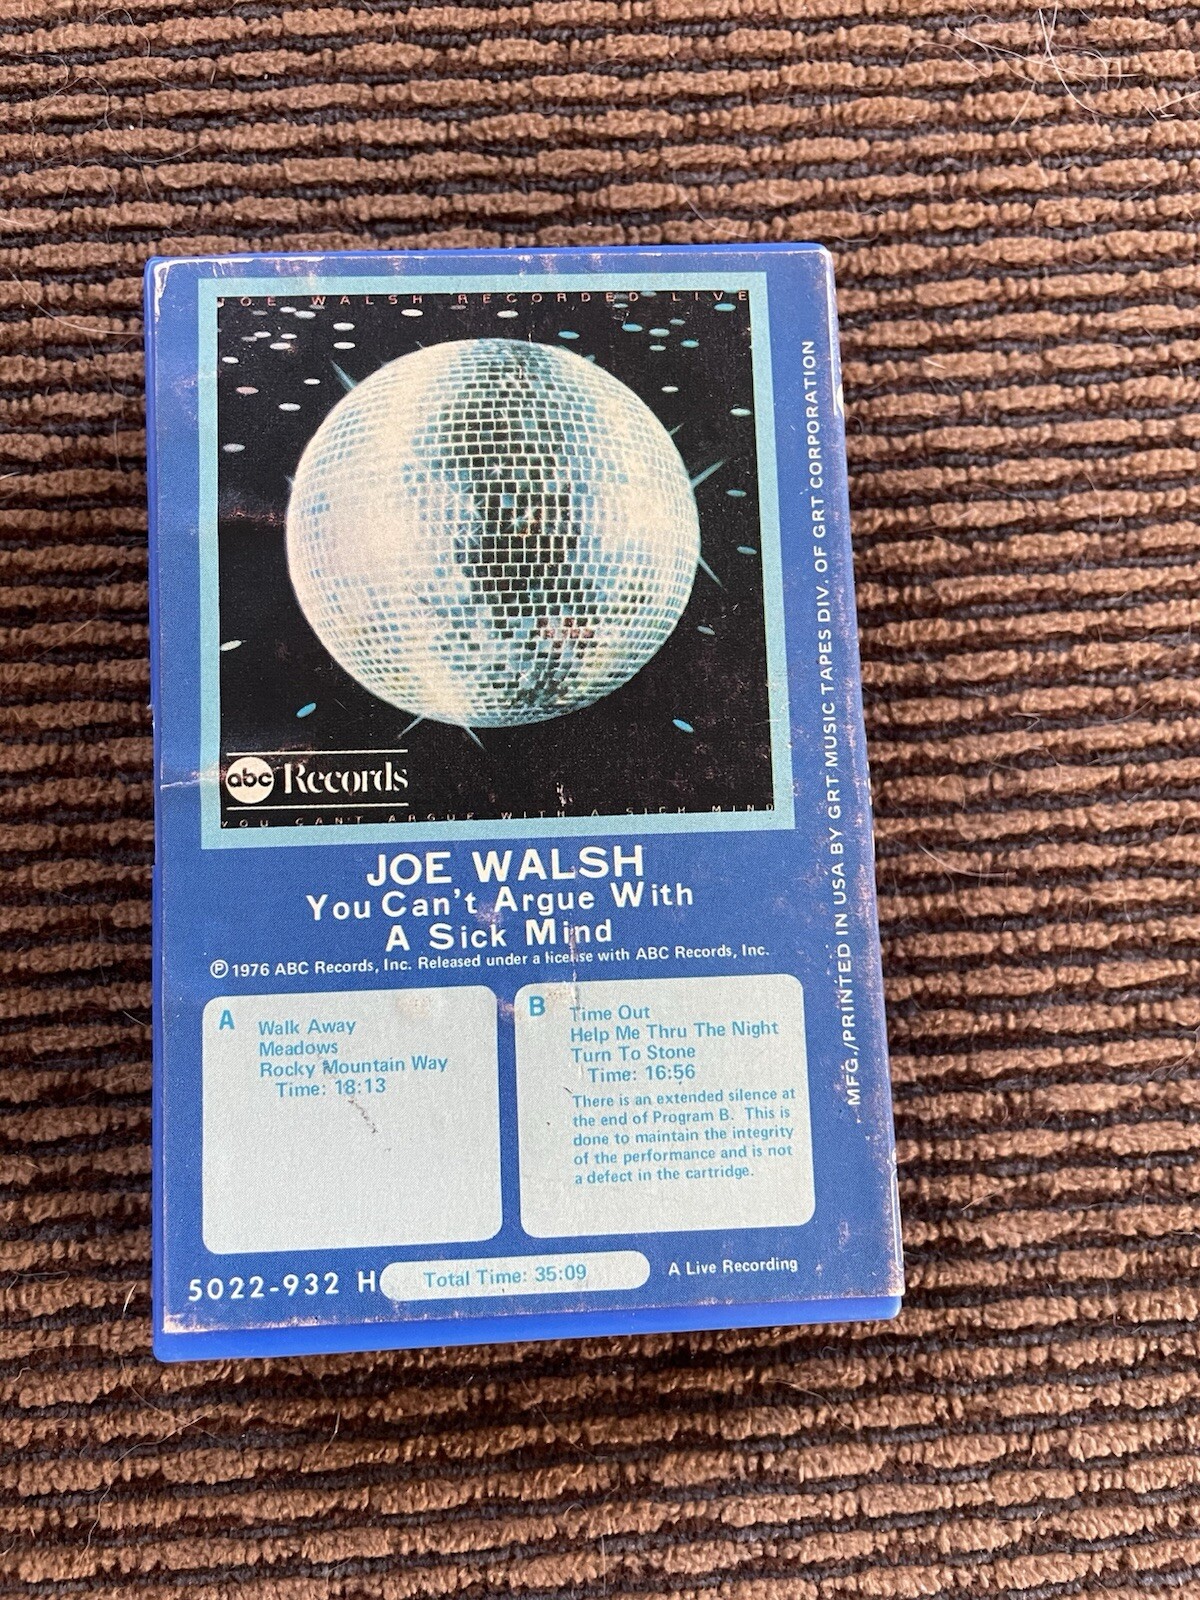 JOE WALSH RECORDED LIVE
abc Records
YOU CAN'T ARGUE WITH A SICK MIND
JOE WALSH
You Can't Argue With
A Sick Mind
℗ 1976 ABC Records, Inc. Released under a license with ABC Records, Inc.
A
Walk Away
Meadows
Rocky Mountain Way
Time: 18:13
B
Time Out
Help Me Thru The Night
Turn To Stone
Time: 16:56
There is an extended silence at
the end of Program B. This is
done to maintain the integrity
of the performance and is not
a defect in the cartridge.
5022-932 H
Total Time: 35:09
A Live Recording
MFG./PRINTED IN USA BY GRT MUSIC TAPES DIV. OF GRT CORPORATION